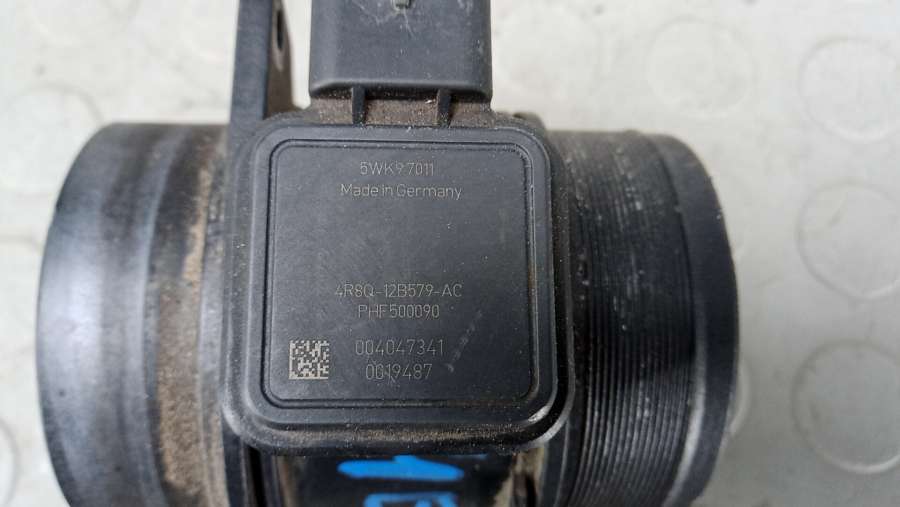 5WK97011
Made in Germany
4R8Q-12B579-AC
PHF500090
004047341
0019487